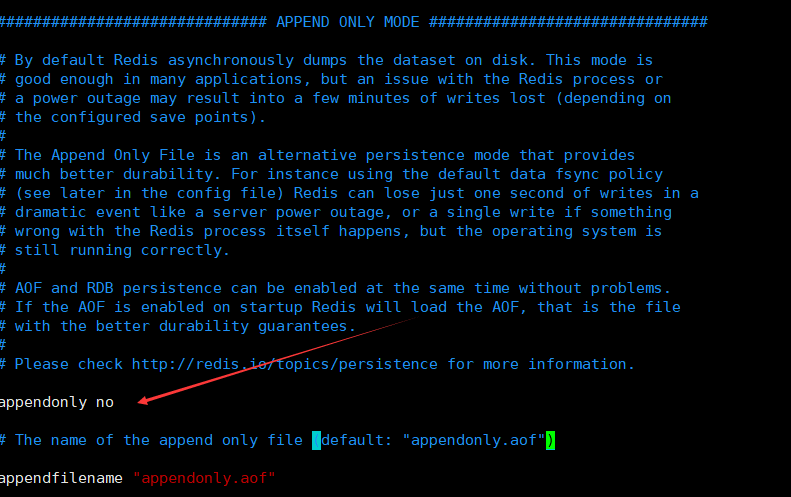 ############################## APPEND ONLY MODE ###############################
# By default Redis asynchronously dumps the dataset on disk. This mode is
# good enough in many applications, but an issue with the Redis process or
# a power outage may result into a few minutes of writes lost (depending on
# the configured save points).
#
# The Append Only File is an alternative persistence mode that provides
# much better durability. For instance using the default data fsync policy
# (see later in the config file) Redis can lose just one second of writes in a
# dramatic event like a server power outage, or a single write if something
# wrong with the Redis process itself happens, but the operating system is
# still running correctly.
#
# AOF and RDB persistence can be enabled at the same time without problems.
# If the AOF is enabled on startup Redis will load the AOF, that is the file
# with the better durability guarantees.
#
# Please check http://redis.io/topics/persistence for more information.
appendonly no
# The name of the append only file (default: "appendonly.aof")
appendfilename "appendonly.aof"